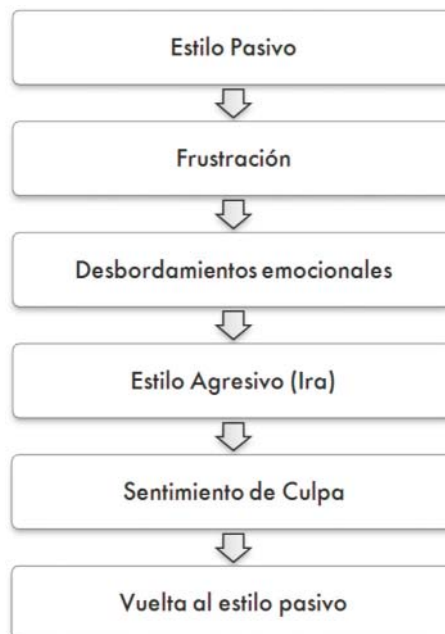 Estilo Pasivo
Frustración
Desbordamientos emocionales
Estilo Agresivo (Ira)
Sentimiento de Culpa
Vuelta al estilo pasivo